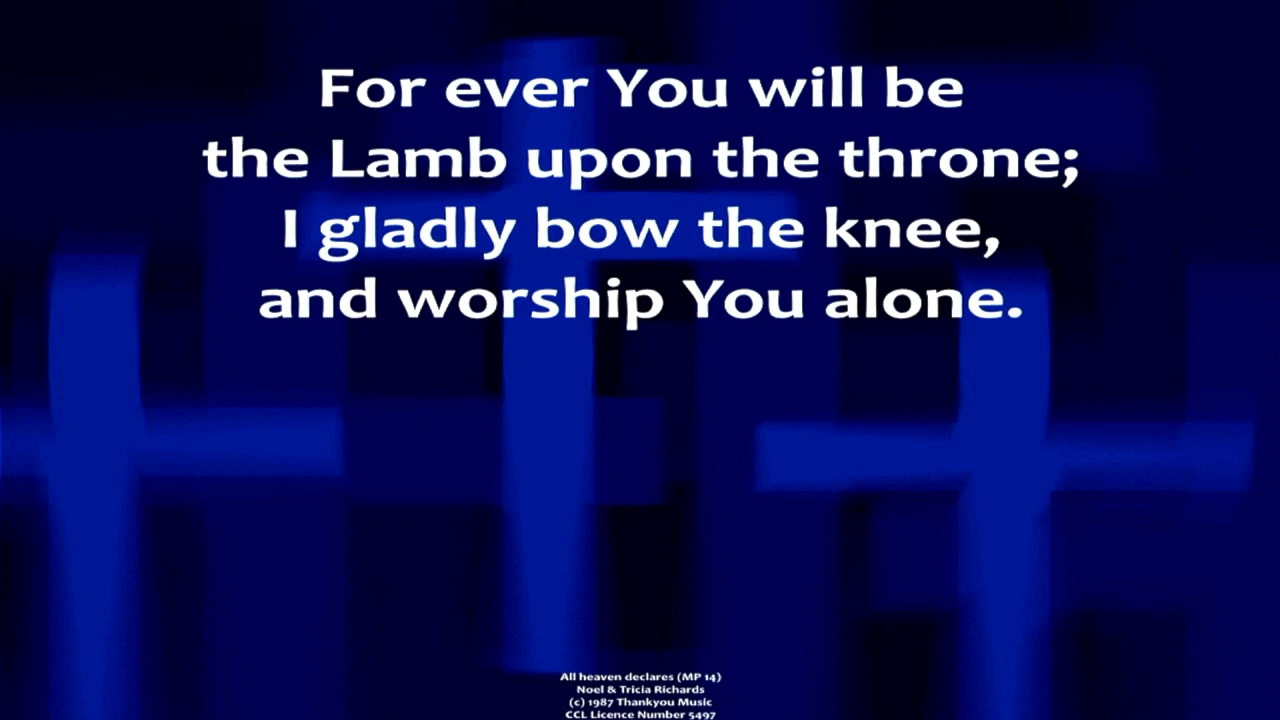 For ever You will be
the Lamb upon the throne;
I gladly bow the knee,
and worship You alone.
All heaven declares (MP 14)
Noel & Tricia Richards
(c) 1987 Thankyou Music
CCL Licence Number 5497